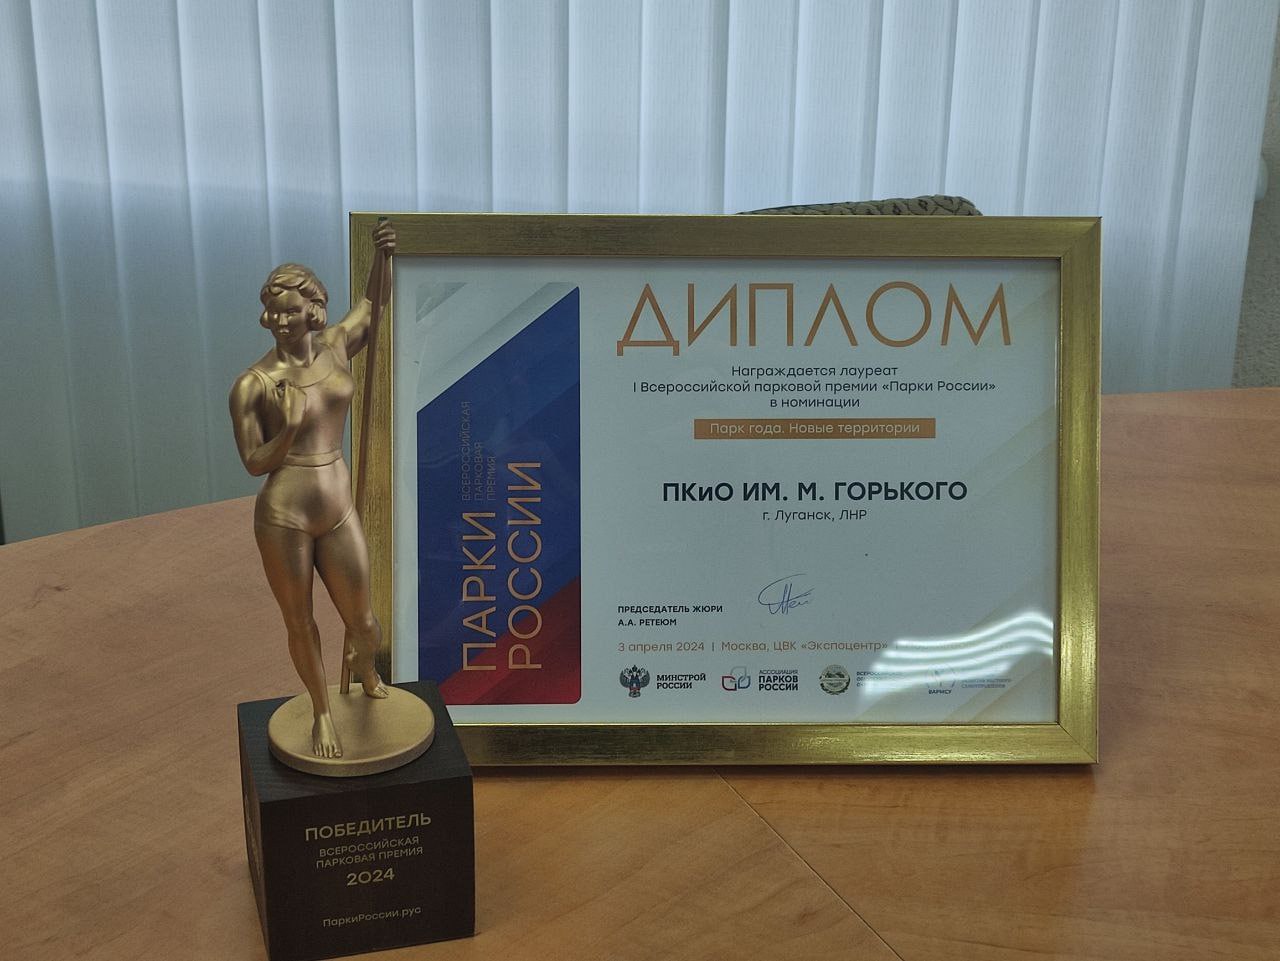 ДИПЛОМ
Награждается лауреат
I Всероссийской парковой премии «Парки России»
в номинации
Парк года. Новые территории
ПКиО ИМ. М. ГОРЬКОГО
г. Луганск, ЛНР
ПРЕДСЕДАТЕЛЬ ЖЮРИ
А.А. РЕТЕЮМ
3 апреля 2024 | Москва, ЦВК «Экспоцентр»
МИНСТРОЙ
РОССИИ
АССОЦИАЦИЯ
ПАРКОВ
РОССИИ
ВАРМСУ
ПАРКИ
РОССИИ
ВСЕРОССИЙСКАЯ
ПАРКОВАЯ
ПРЕМИЯ
ПОБЕДИТЕЛЬ
ВСЕРОССИЙСКАЯ
ПАРКОВАЯ ПРЕМИЯ
2024
ПаркиРоссии.рус